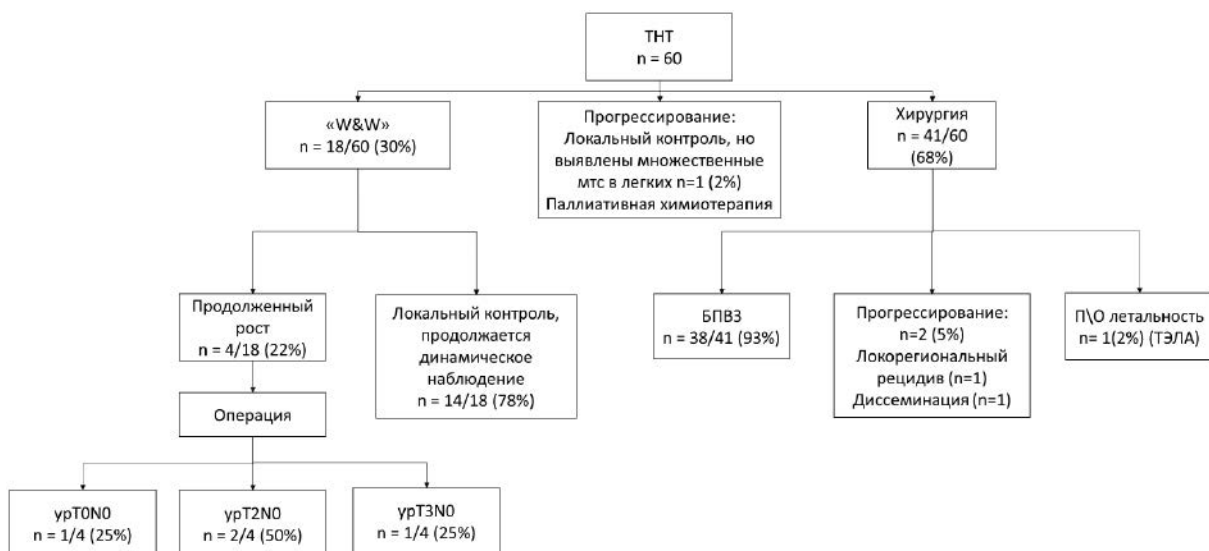 ТНТ
n = 60
«W&W»
n = 18/60 (30%)
Прогрессирование:
Локальный контроль, но
выявлены множественные
мтс в легких n=1 (2%)
Паллиативная химиотерапия
Хирургия
n = 41/60
(68%)
Продолженный
рост
n = 4/18 (22%)
Локальный контроль,
продолжается
динамическое
наблюдение
n = 14/18 (78%)
БПВЗ
n = 38/41 (93%)
Прогрессирование:
n=2 (5%)
Локорегиональный
рецидив (n=1)
Диссеминация (n=1)
П\О летальность
n= 1(2%) (ТЭЛА)
Операция
ypT0N0
n = 1/4 (25%)
ypT2N0
n = 2/4 (50%)
ypT3N0
n = 1/4 (25%)